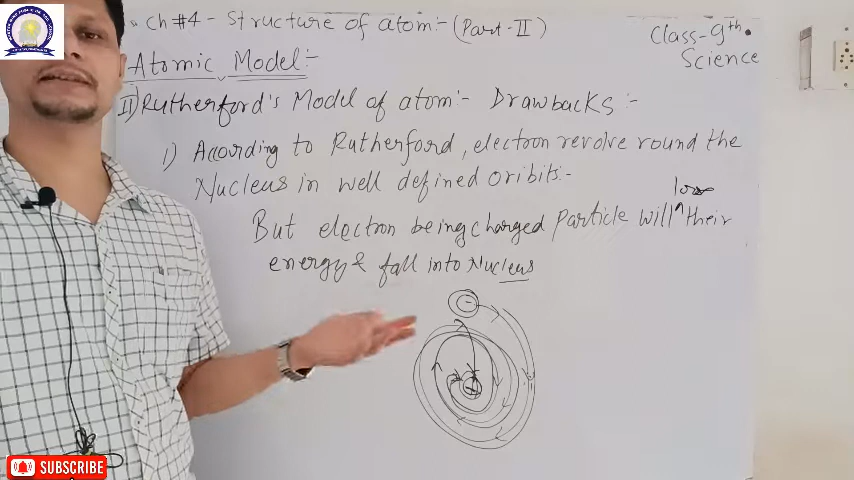 Ch #4 - Structure of atom:- (Part-II)
Class-9th.
Science
Atomic Model:-
II) Rutherford's Model of atom:- Drawbacks :-
1) According to Rutherford, electron revolve round the
Nucleus in well defined oribits:-
lose
But electron being charged Particle will ^ their
energy & fall into Nucleus
SUBSCRIBE